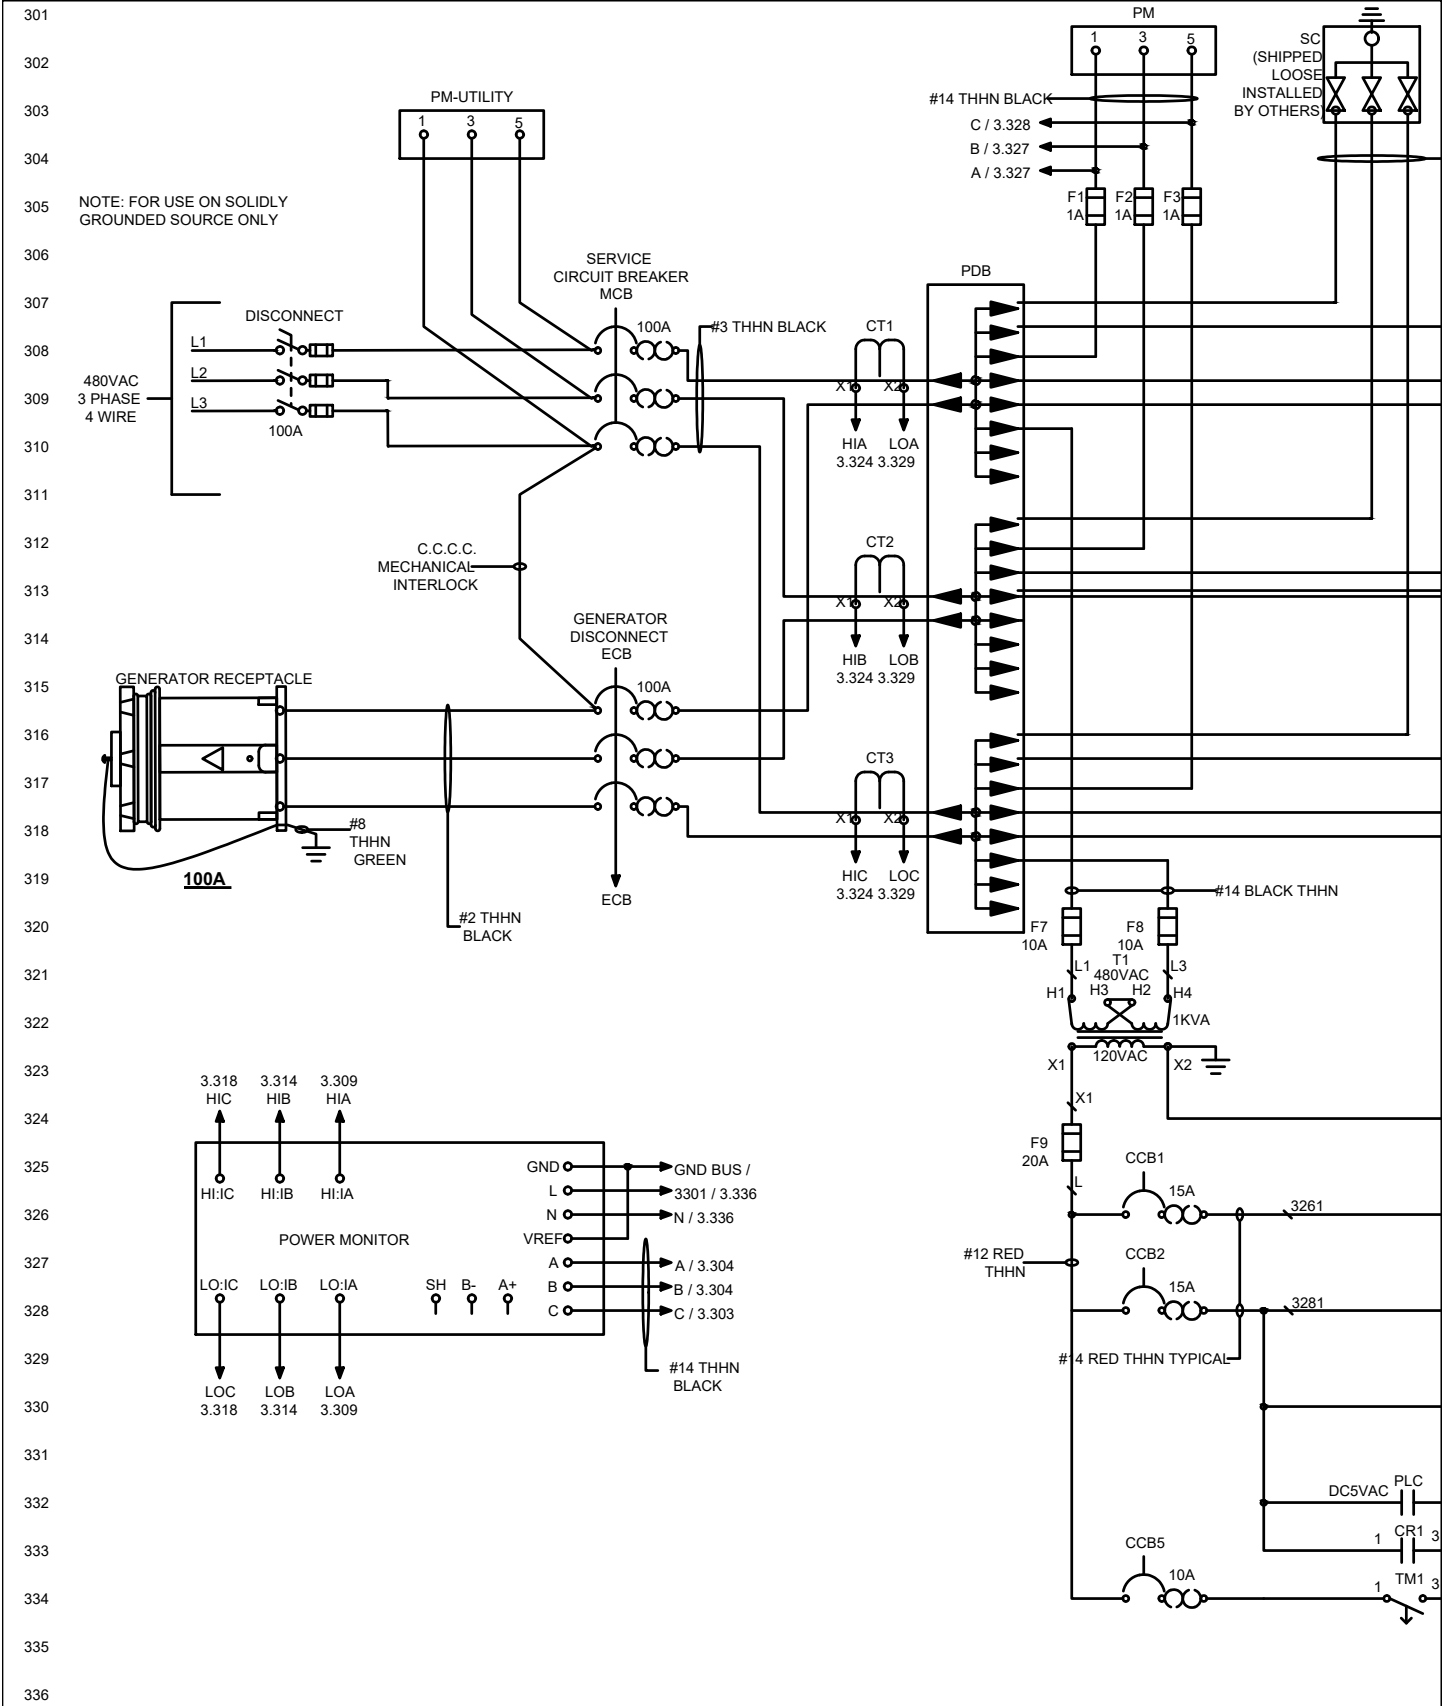 301
302
303
304
305
306
307
308
309
310
311
312
313
314
315
316
317
318
319
320
321
322
323
324
325
326
327
328
329
330
331
332
333
334
335
336
PM
1 3 5
SC
(SHIPPED
LOOSE
INSTALLED
BY OTHERS)
#14 THHN BLACK
C / 3.328
B / 3.327
A / 3.327
F1
1A
F2
1A
F3
1A
PM-UTILITY
1 3 5
NOTE: FOR USE ON SOLIDLY
GROUNDED SOURCE ONLY
SERVICE
CIRCUIT BREAKER
MCB
100A
#3 THHN BLACK
DISCONNECT
L1
L2
L3
100A
480VAC
3 PHASE
4 WIRE
PDB
CT1
X1 X2
HIA LOA
3.324 3.329
C.C.C.C.
MECHANICAL
INTERLOCK
CT2
X1 X2
HIB LOB
3.324 3.329
GENERATOR
DISCONNECT
ECB
100A
GENERATOR RECEPTACLE
#8
THHN
GREEN
100A
#2 THHN
BLACK
ECB
CT3
X1 X2
HIC LOC
3.324 3.329
#14 BLACK THHN
F7
10A
F8
10A
T1
480VAC
L1 L3
H1 H3 H2 H4
1KVA
120VAC
X1 X2
X1
F9
20A
L
CCB1
15A
3261
#12 RED
THHN
CCB2
15A
3281
#14 RED THHN TYPICAL
DC5VAC PLC
1 CR1 3
CCB5
10A
1 TM1 3
3.318 3.314 3.309
HIC HIB HIA
HI:IC HI:IB HI:IA
POWER MONITOR
LO:IC LO:IB LO:IA
SH B- A+
GND
L
N
VREF
A
B
C
GND BUS /
3301 / 3.336
N / 3.336
A / 3.304
B / 3.304
C / 3.303
#14 THHN
BLACK
LOC LOB LOA
3.318 3.314 3.309